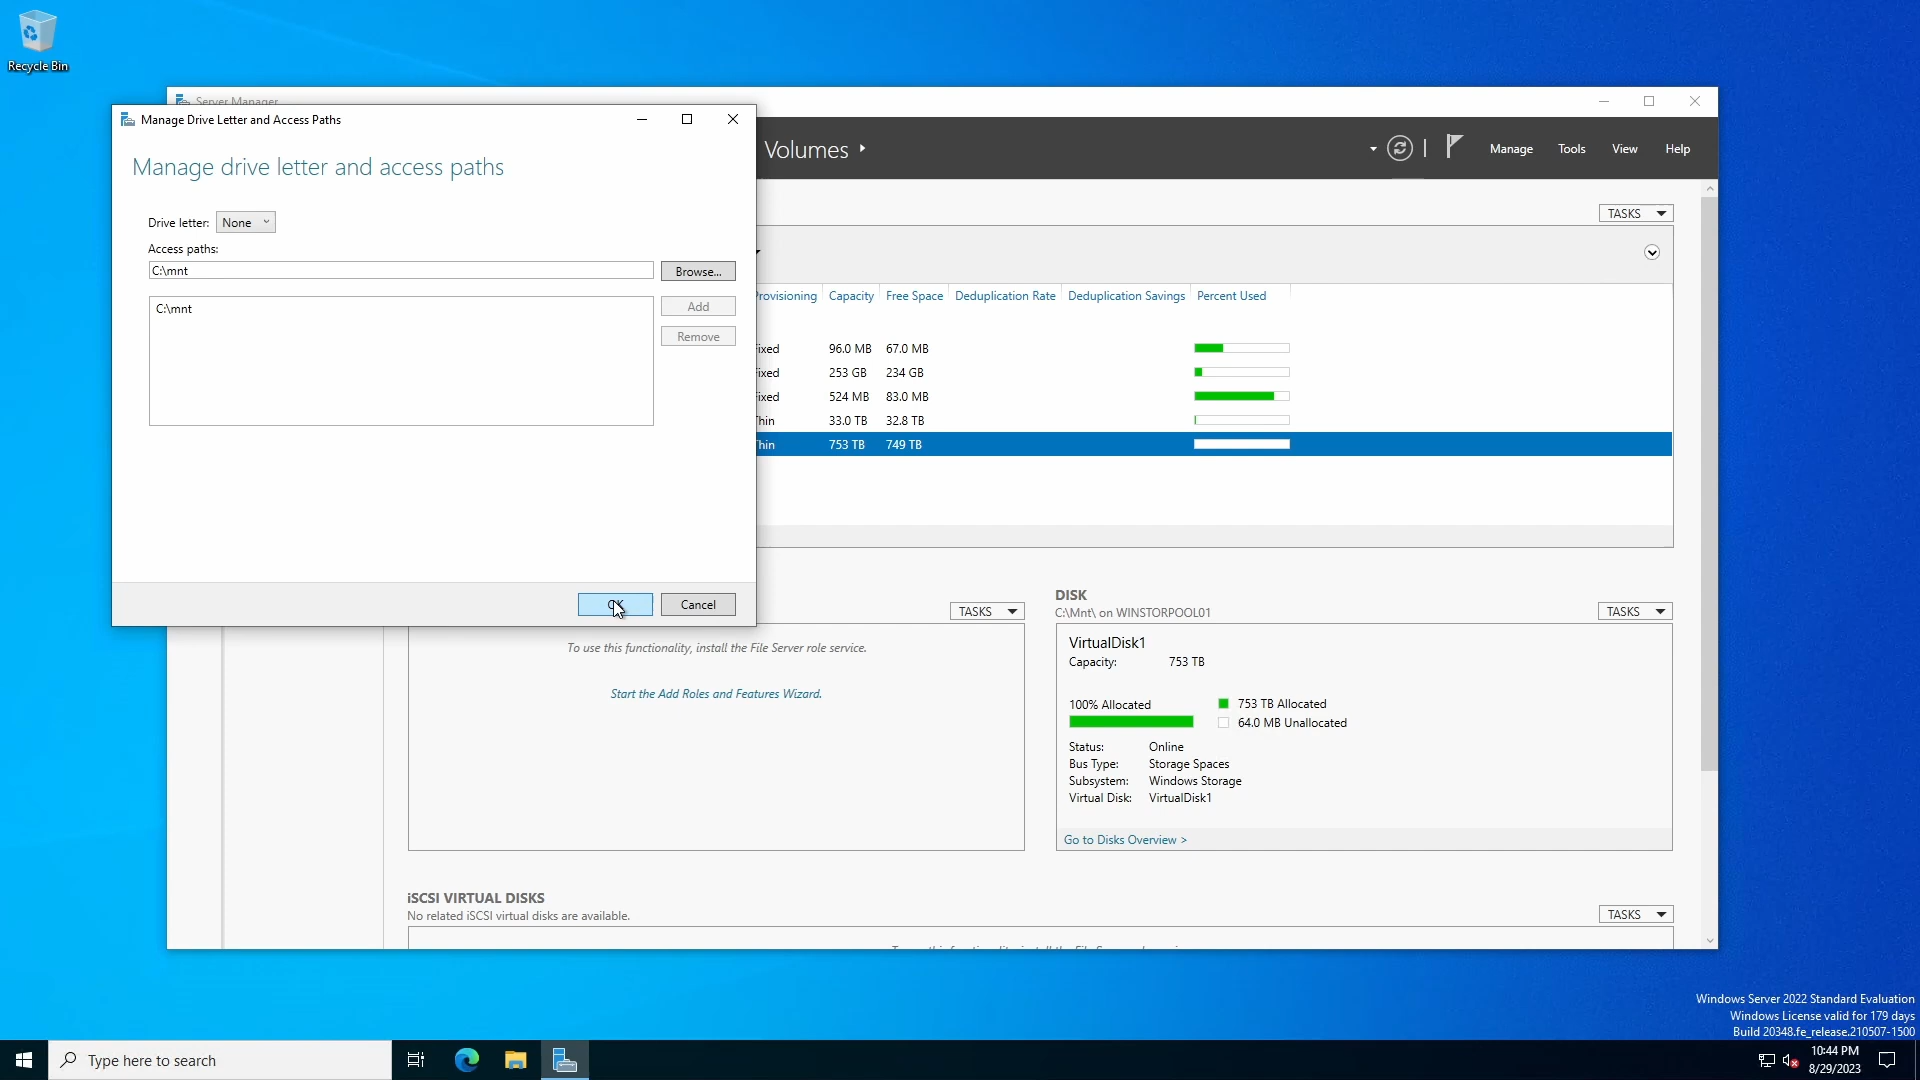 Recycle Bin
Server Manager
Manage Drive Letter and Access Paths
Manage drive letter and access paths
Drive letter: None
Access paths:
C:\mnt
Browse...
C:\mnt
Add
Remove
OK
Cancel
Volumes
Manage
Tools
View
Help
TASKS
Provisioning Capacity Free Space Deduplication Rate Deduplication Savings Percent Used
Fixed 96.0 MB 67.0 MB
Fixed 253 GB 234 GB
Fixed 524 MB 83.0 MB
Thin 33.0 TB 32.8 TB
Thin 753 TB 749 TB
TASKS
To use this functionality, install the File Server role service.
Start the Add Roles and Features Wizard.
DISK
C:\Mnt\ on WINSTORPOOL01
TASKS
VirtualDisk1
Capacity: 753 TB
100% Allocated
753 TB Allocated
64.0 MB Unallocated
Status: Online
Bus Type: Storage Spaces
Subsystem: Windows Storage
Virtual Disk: VirtualDisk1
Go to Disks Overview >
iSCSI VIRTUAL DISKS
No related iSCSI virtual disks are available.
TASKS
Windows Server 2022 Standard Evaluation
Windows License valid for 179 days
Build 20348.fe_release.210507-1500
Type here to search
10:44 PM
8/29/2023